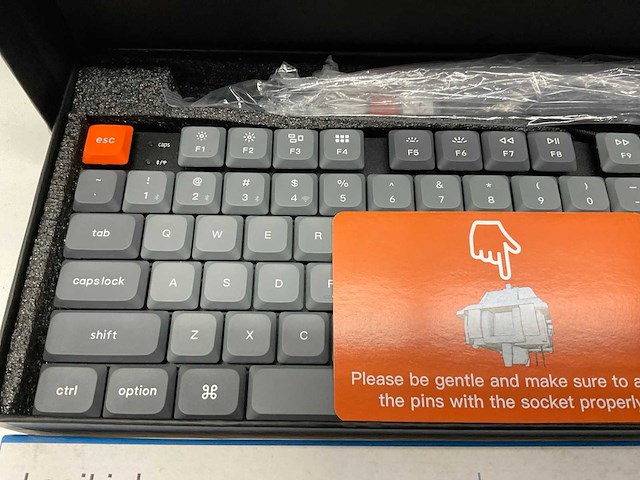 esc
caps
F1 F2 F3 F4 F5 F6 F7 F8 F9
~ ! @ # $ % ^ & * ( )
1 2 3 4 5 6 7 8 9 0
tab Q W E R
caps lock A S D
shift Z X C
ctrl option ⌘
Please be gentle and make sure to
the pins with the socket properly